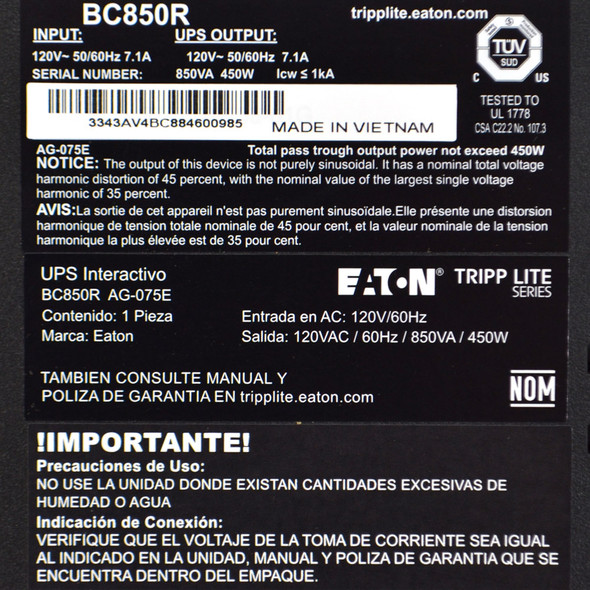 BC850R
tripplite.eaton.com
INPUT: UPS OUTPUT:
120V~ 50/60Hz 7.1A 120V~ 50/60Hz 7.1A
SERIAL NUMBER: 850VA 450W Icw ≤ 1kA
TÜV
SUD
C US
TESTED TO
UL 1778
CSA C22.2 No. 107.3
3343AV4BC884600985
MADE IN VIETNAM
AG-075E Total pass trough output power not exceed 450W
NOTICE: The output of this device is not purely sinusoidal. It has a nominal total voltage
harmonic distortion of 45 percent, with the nominal value of the largest single voltage
harmonic of 35 percent.
AVIS:La sortie de cet appareil n'est pas purement sinusoïdale.Elle présente une distorsion
harmonique de tension totale nominale de 45 pour cent, et la valeur nominale de la tension
harmonique la plus élevée est de 35 pour cent.
UPS Interactivo
EATON® TRIPP LITE
SERIES
BC850R AG-075E
Contenido: 1 Pieza Entrada en AC: 120V/60Hz
Marca: Eaton Salida: 120VAC / 60Hz / 850VA / 450W
TAMBIEN CONSULTE MANUAL Y
POLIZA DE GARANTIA EN tripplite.eaton.com
NOM
!IMPORTANTE!
Precauciones de Uso:
NO USE LA UNIDAD DONDE EXISTAN CANTIDADES EXCESIVAS DE
HUMEDAD O AGUA
Indicación de Conexión:
VERIFIQUE QUE EL VOLTAJE DE LA TOMA DE CORRIENTE SEA IGUAL
AL INDICADO EN LA UNIDAD, MANUAL Y POLIZA DE GARANTIA QUE SE
ENCUENTRA DENTRO DEL EMPAQUE.